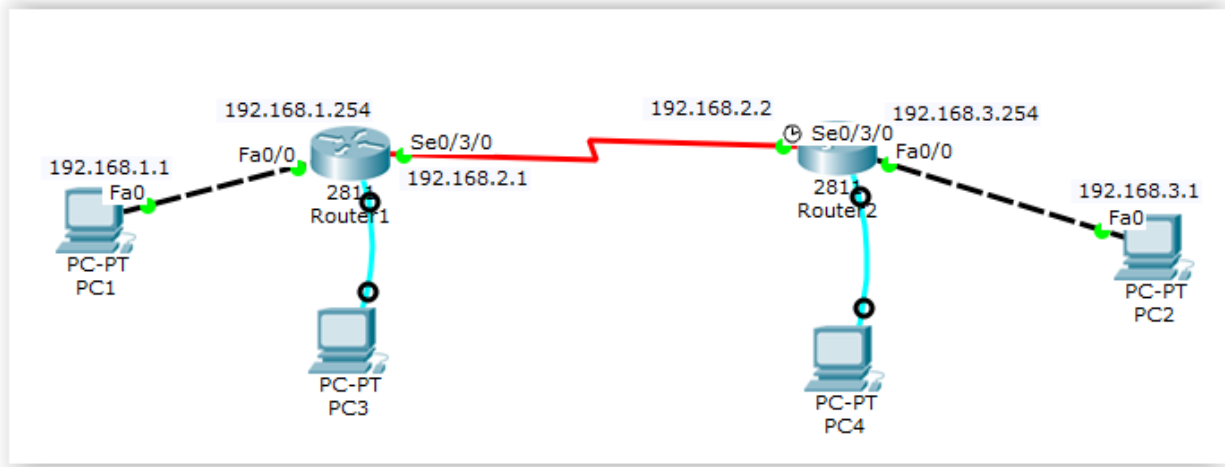 192.168.1.254
192.168.2.2
192.168.3.254
Se0/3/0
Se0/3/0
Fa0/0
Fa0/0
192.168.1.1
192.168.2.1
192.168.3.1
Fa0
2811
Router1
2811
Router2
Fa0
PC-PT
PC1
PC-PT
PC2
PC-PT
PC3
PC-PT
PC4